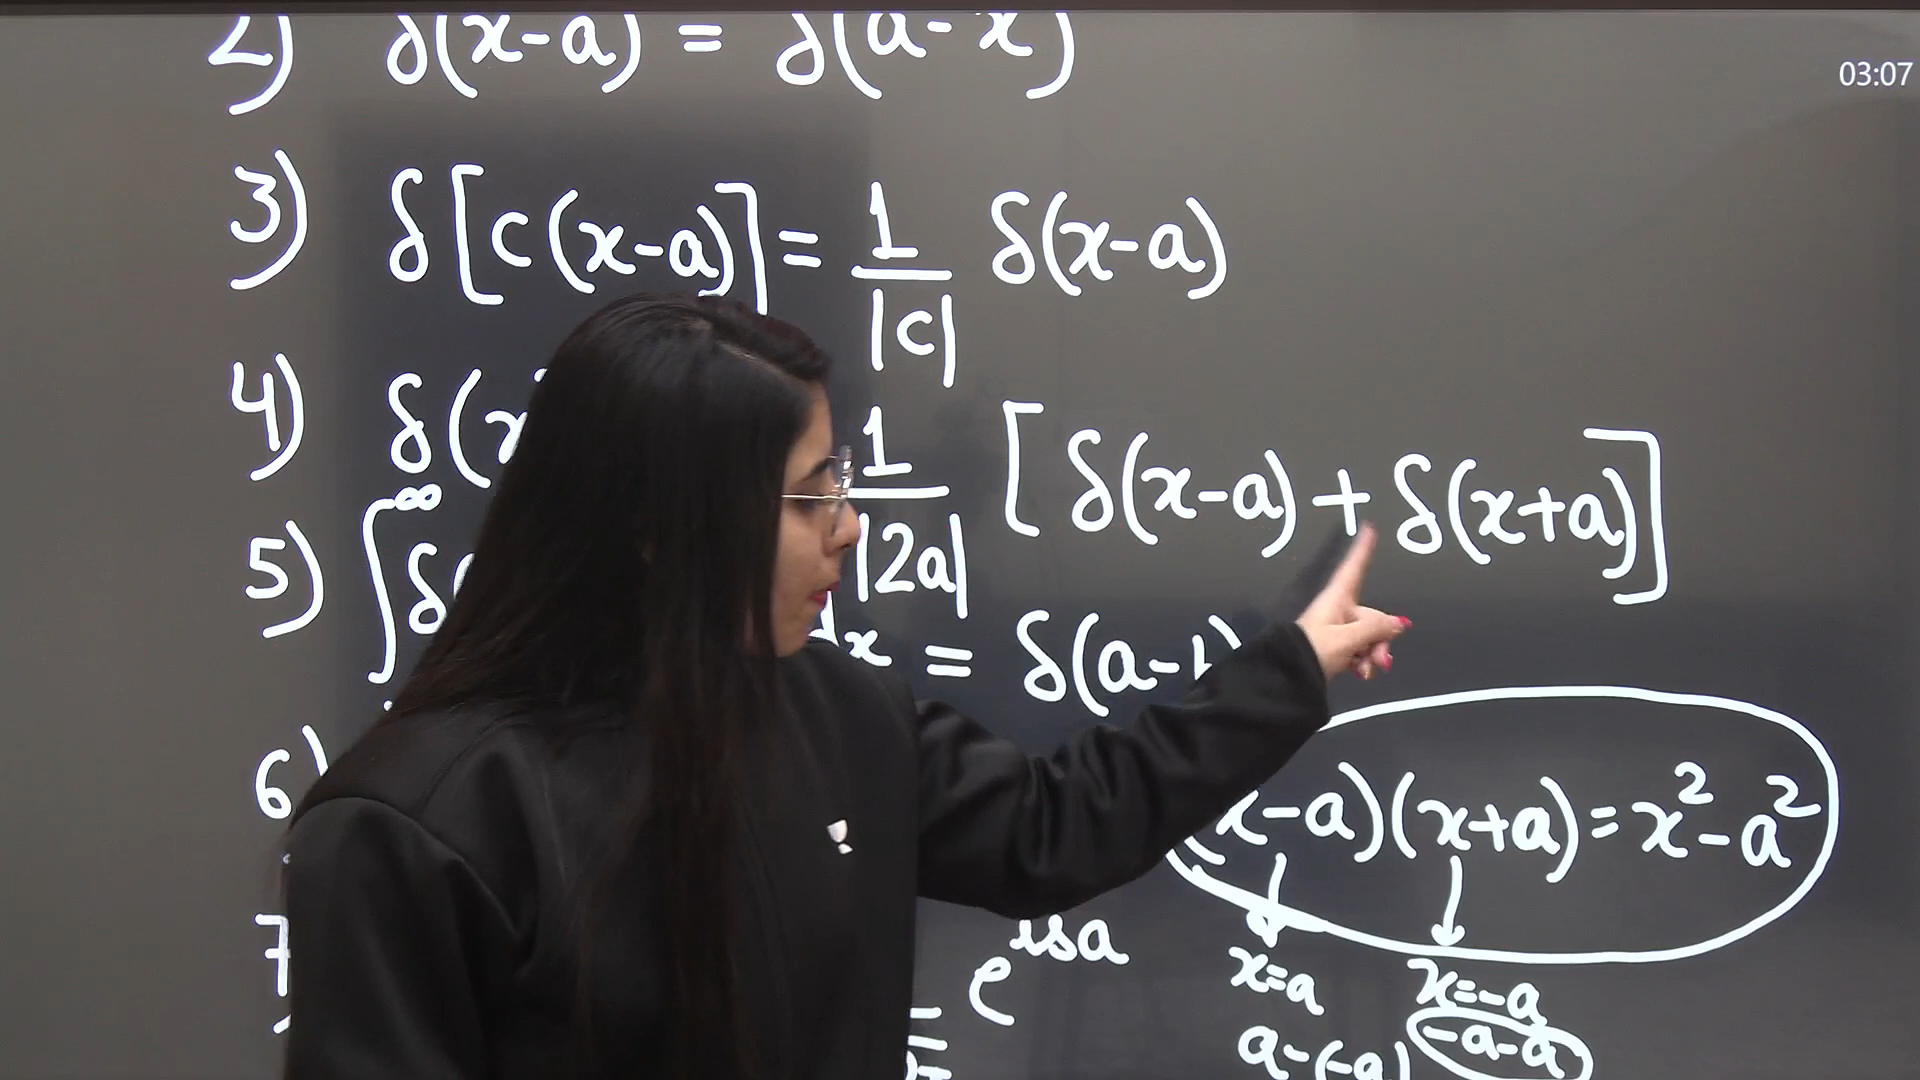 03:07
2) δ(x-a) = δ(a-x)
3) δ[c(x-a)] = 1/|c| δ(x-a)
4) δ(x 1/|2a| [δ(x-a)+δ(x+a)]
5) ∫ ∞ δ( dx = δ(a-
6)
x-a)(x+a) = x²-a²
7 e^isa
x=a x=-a
a-(-a) -a-a